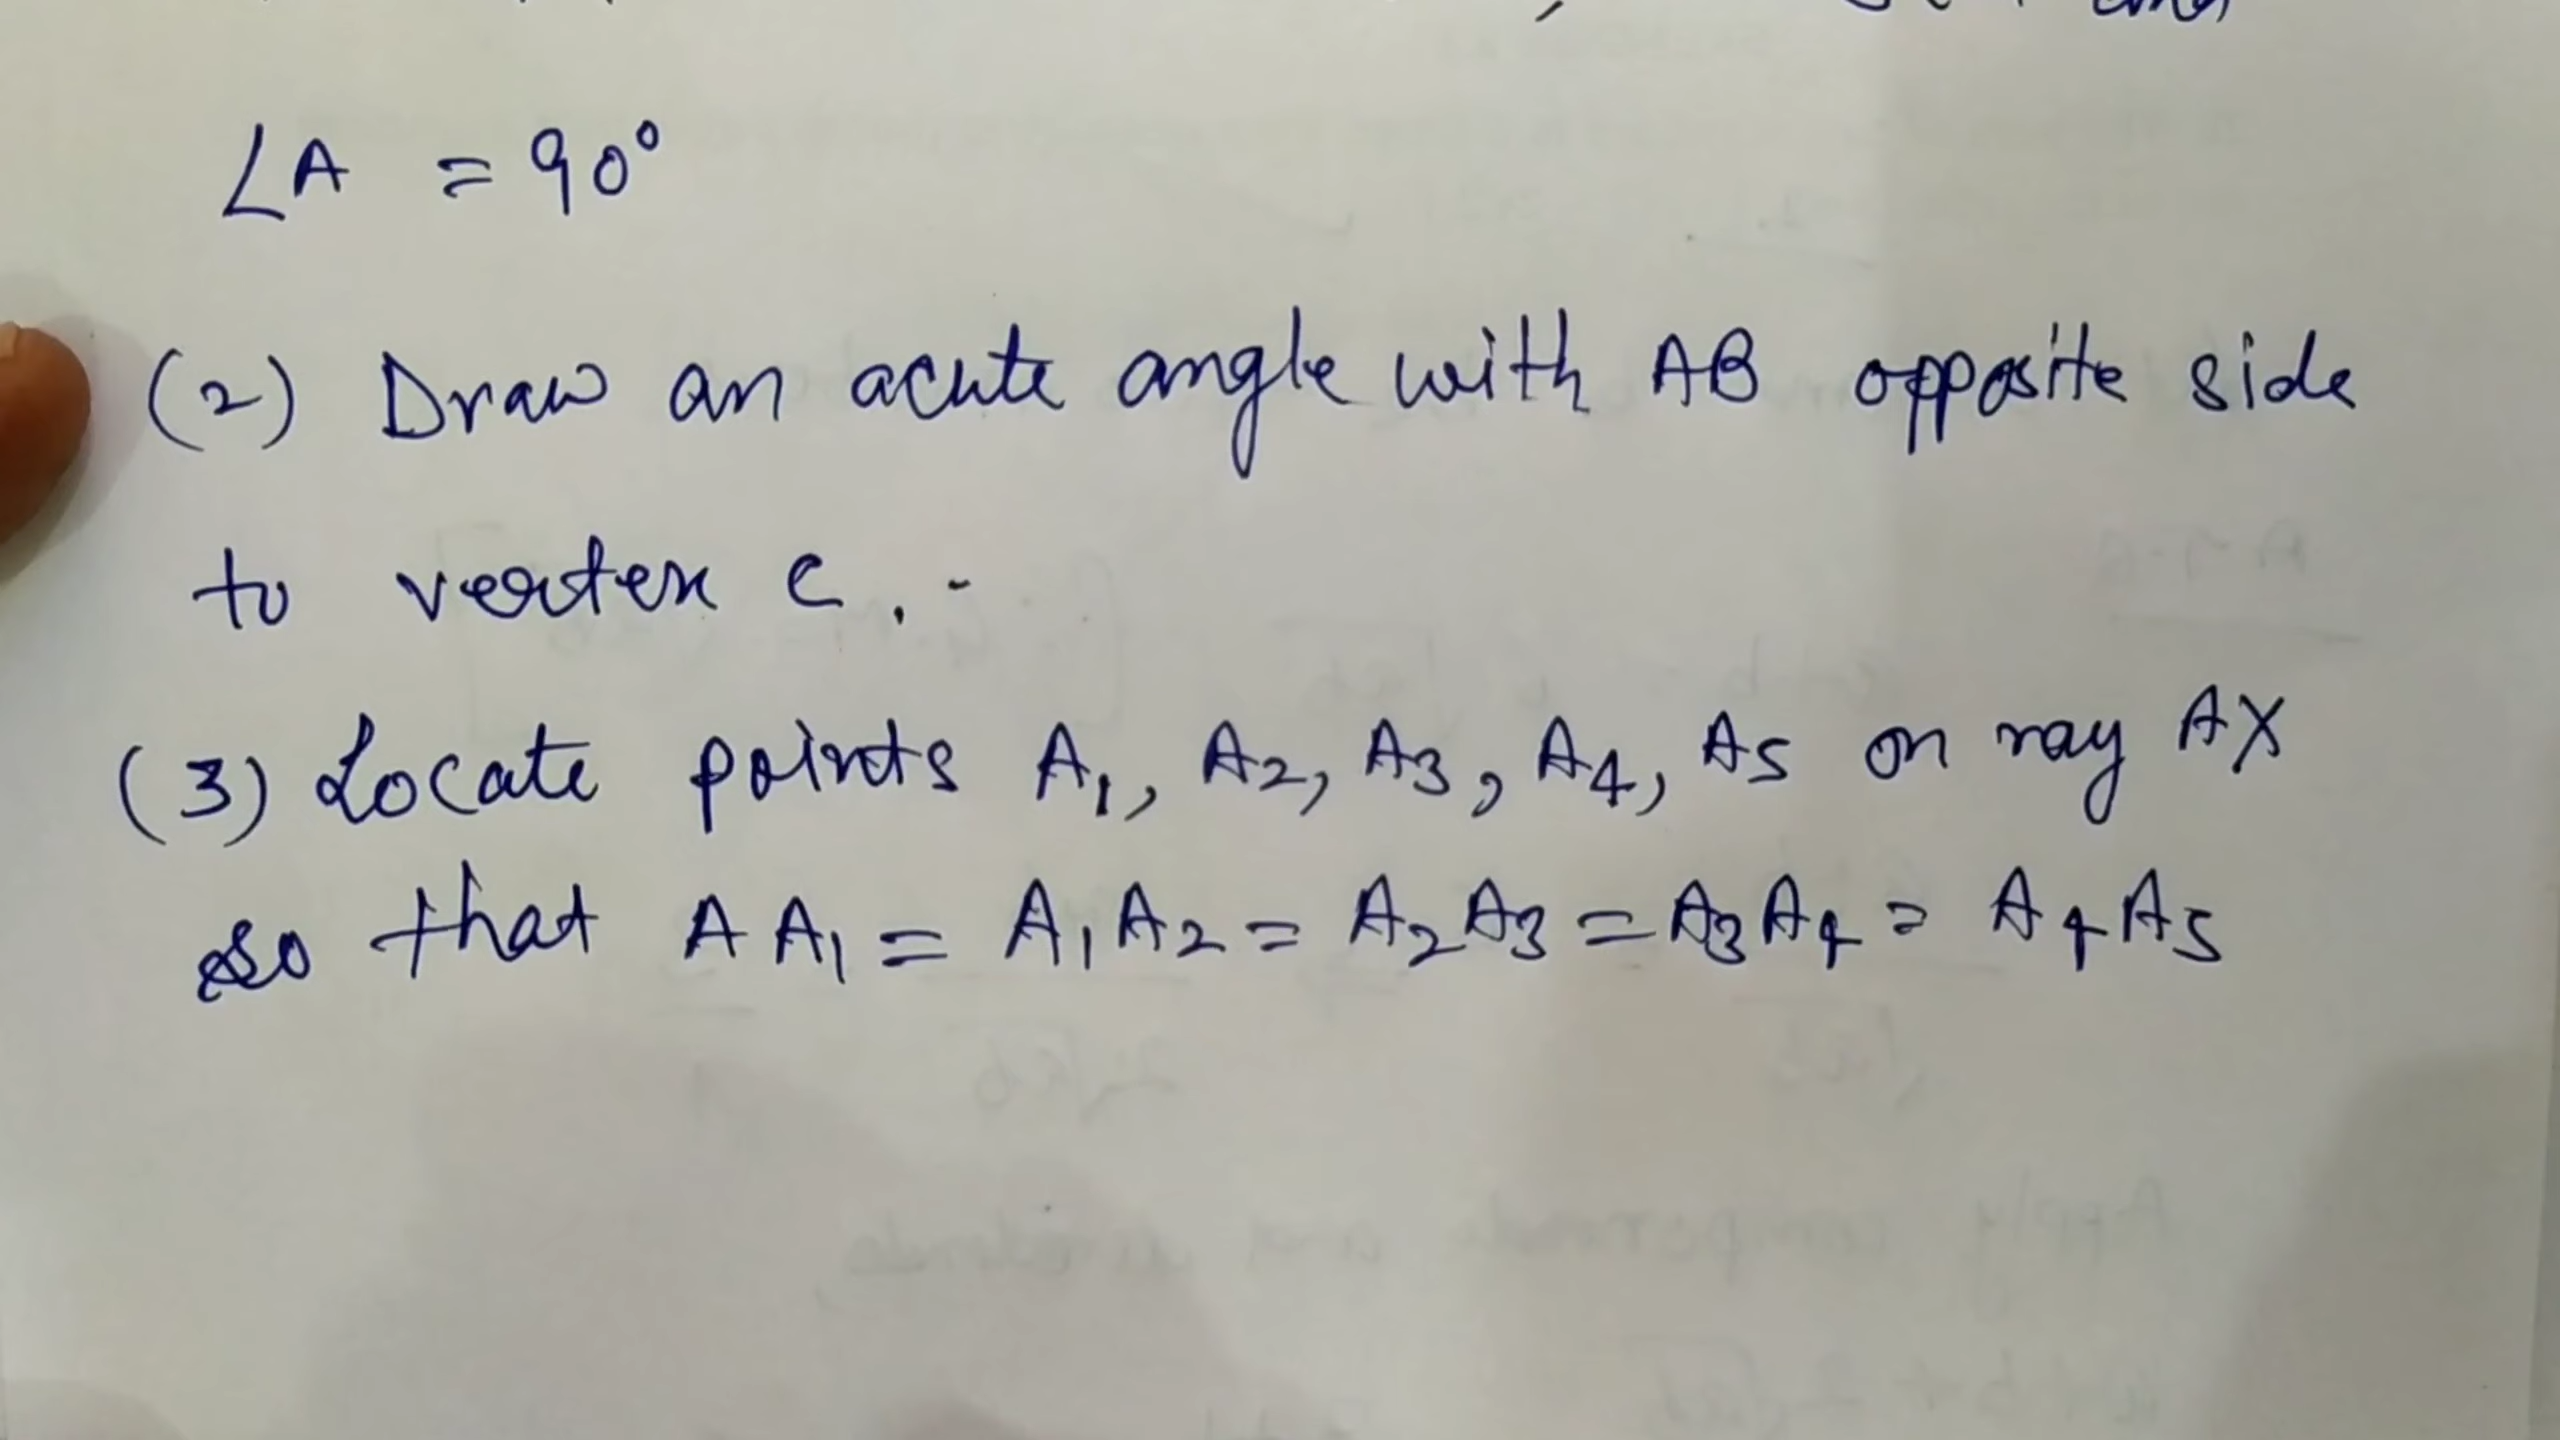 ∠A = 90°
(2) Draw an acute angle with AB opposite side
to vertex C.
(3) Locate points A₁, A₂, A₃, A₄, A₅ on ray AX
so that AA₁ = A₁A₂ = A₂A₃ = A₃A₄ = A₄A₅